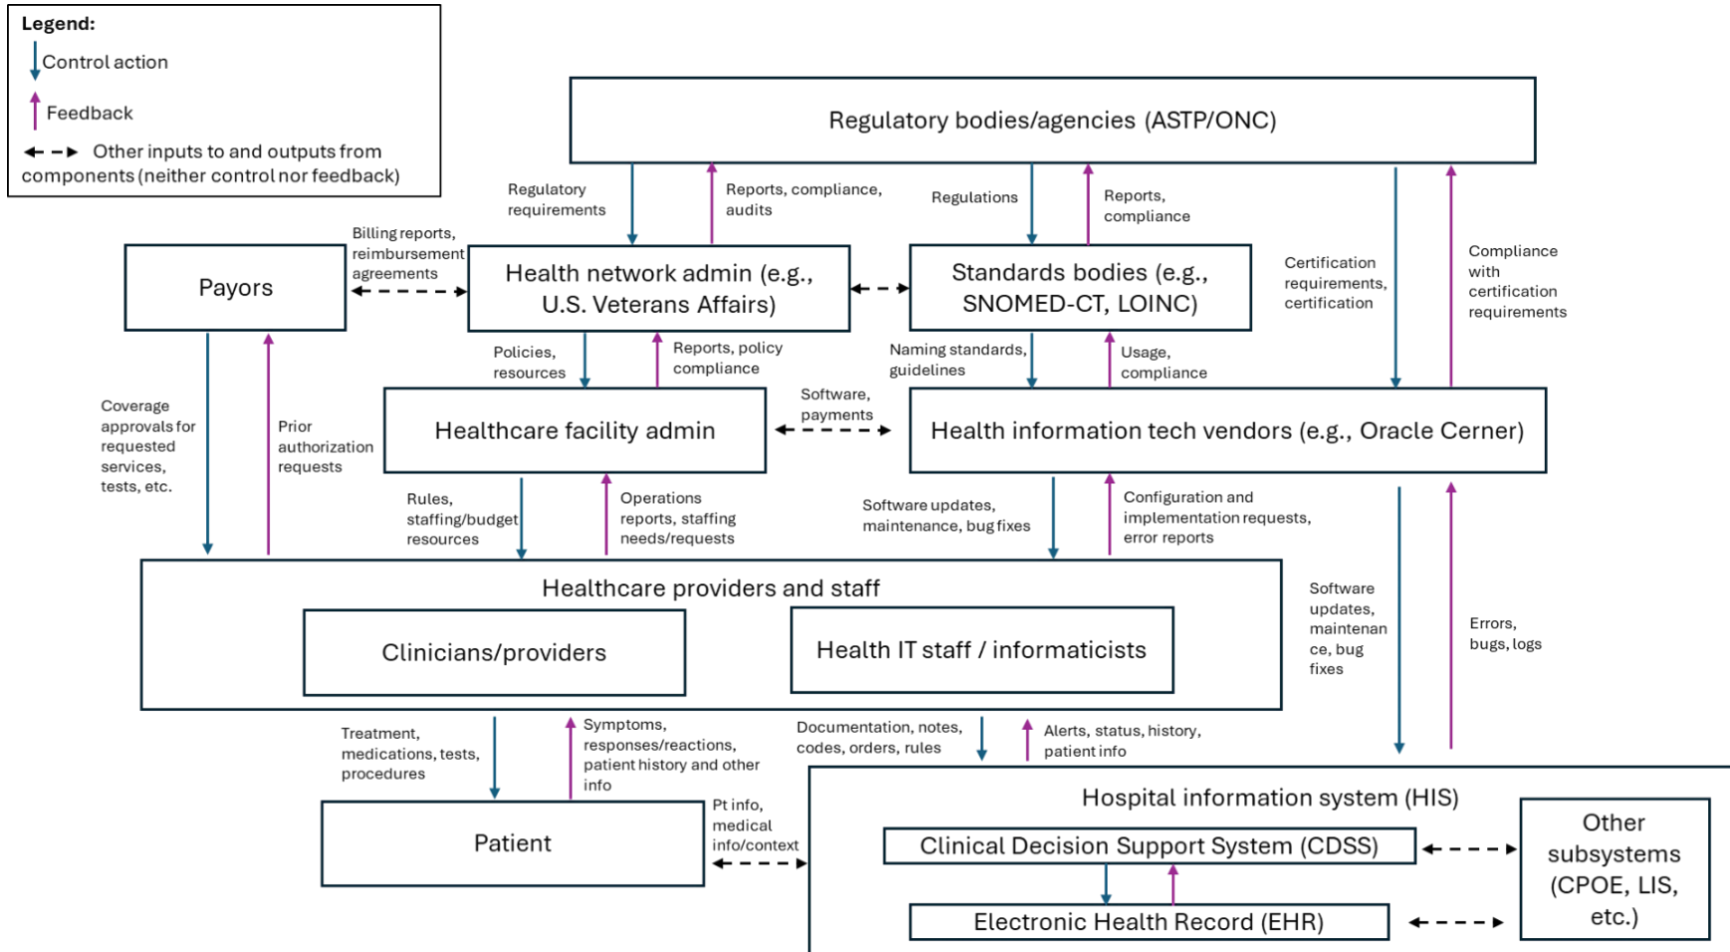 Legend:
Control action
Feedback
Other inputs to and outputs from
components (neither control nor feedback)
Regulatory bodies/agencies (ASTP/ONC)
Regulatory
requirements
Reports, compliance,
audits
Regulations
Reports,
compliance
Certification
requirements,
certification
Compliance
with
certification
requirements
Payors
Billing reports,
reimbursement
agreements
Health network admin (e.g.,
U.S. Veterans Affairs)
Standards bodies (e.g.,
SNOMED-CT, LOINC)
Policies,
resources
Reports, policy
compliance
Naming standards,
guidelines
Usage,
compliance
Coverage
approvals for
requested
services,
tests, etc.
Prior
authorization
requests
Healthcare facility admin
Software,
payments
Health information tech vendors (e.g., Oracle Cerner)
Rules,
staffing/budget
resources
Operations
reports, staffing
needs/requests
Software updates,
maintenance, bug fixes
Configuration and
implementation requests,
error reports
Healthcare providers and staff
Clinicians/providers
Health IT staff / informaticists
Software
updates,
maintenan
ce, bug
fixes
Errors,
bugs, logs
Treatment,
medications, tests,
procedures
Symptoms,
responses/reactions,
patient history and other
info
Documentation, notes,
codes, orders, rules
Alerts, status, history,
patient info
Patient
Pt info,
medical
info/context
Hospital information system (HIS)
Clinical Decision Support System (CDSS)
Electronic Health Record (EHR)
Other
subsystems
(CPOE, LIS,
etc.)